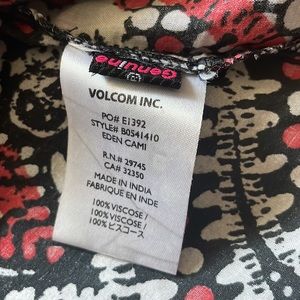 Genuine
S
VOLCOM INC.
PO# E1392
STYLE# B0541410
EDEN CAMI
R.N.# 29745
CA# 32350
MADE IN INDIA
FABRIQUE EN INDE
100% VISCOSE /
100% VISCOSE /
100% ビスコース